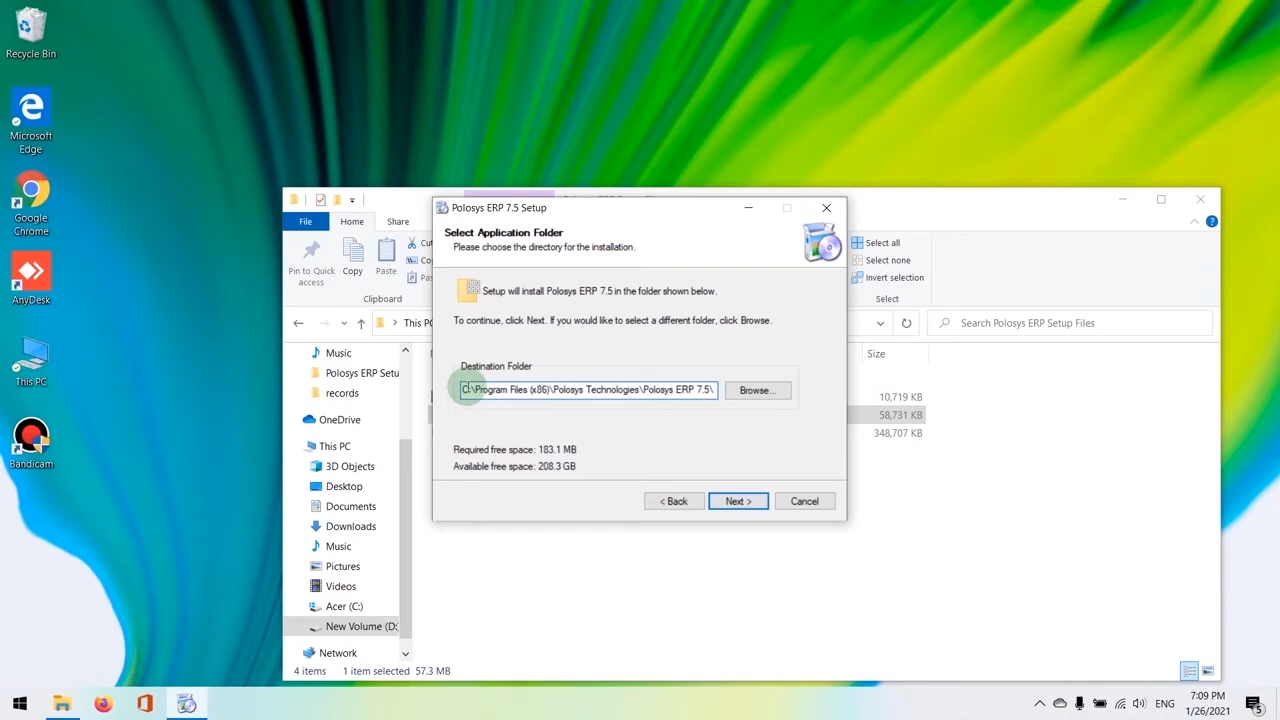 Recycle Bin
Microsoft
Edge
Google
Chrome
AnyDesk
This PC
Bandicam
File
Home
Share
Pin to Quick
access
Copy
Paste
Clipboard
Select all
Select none
Invert selection
Select
This PC
Search Polosys ERP Setup Files
Size
10,719 KB
58,731 KB
348,707 KB
Music
Polosys ERP Setu
records
OneDrive
This PC
3D Objects
Desktop
Documents
Downloads
Music
Pictures
Videos
Acer (C:)
New Volume (D:
Network
4 items 1 item selected 57.3 MB
Polosys ERP 7.5 Setup
Select Application Folder
Please choose the directory for the installation.
Setup will install Polosys ERP 7.5 in the folder shown below.
To continue, click Next. If you would like to select a different folder, click Browse.
Destination Folder
C:\Program Files (x86)\Polosys Technologies\Polosys ERP 7.5\
Browse...
Required free space: 183.1 MB
Available free space: 208.3 GB
< Back
Next >
Cancel
ENG
7:09 PM
1/26/2021
5